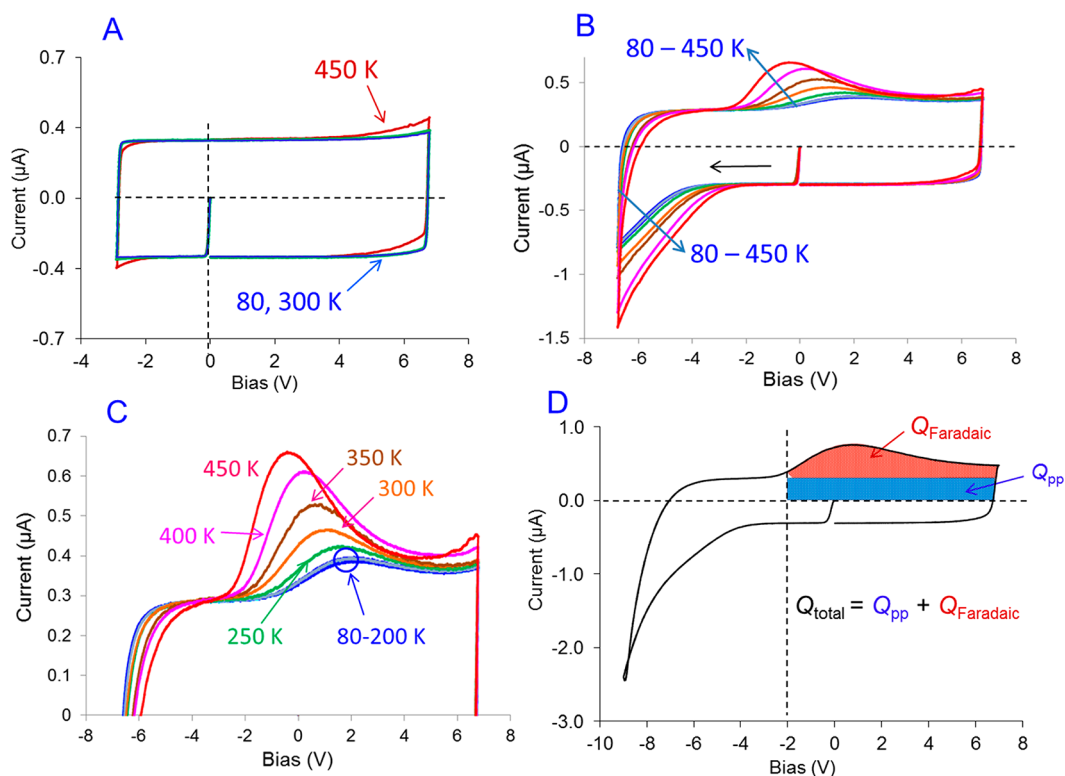 A
0.7
0.4
0.0
-0.4
-0.7
Current (µA)
450 K
80, 300 K
-4
-2
0
2
4
6
8
Bias (V)
B
0.5
0
-0.5
-1
-1.5
Current (µA)
80 – 450 K
80 – 450 K
-8
-6
-4
-2
0
2
4
6
8
Bias (V)
C
0.7
0.6
0.5
0.4
0.3
0.2
0.1
0
Current (µA)
450 K
350 K
300 K
400 K
250 K
80-200 K
-8
-6
-4
-2
0
2
4
6
8
Bias (V)
D
1.0
0.0
-1.0
-2.0
-3.0
Current (µA)
QFaradaic
Qpp
Qtotal = Qpp + QFaradaic
-10
-8
-6
-4
-2
0
2
4
6
8
Bias (V)